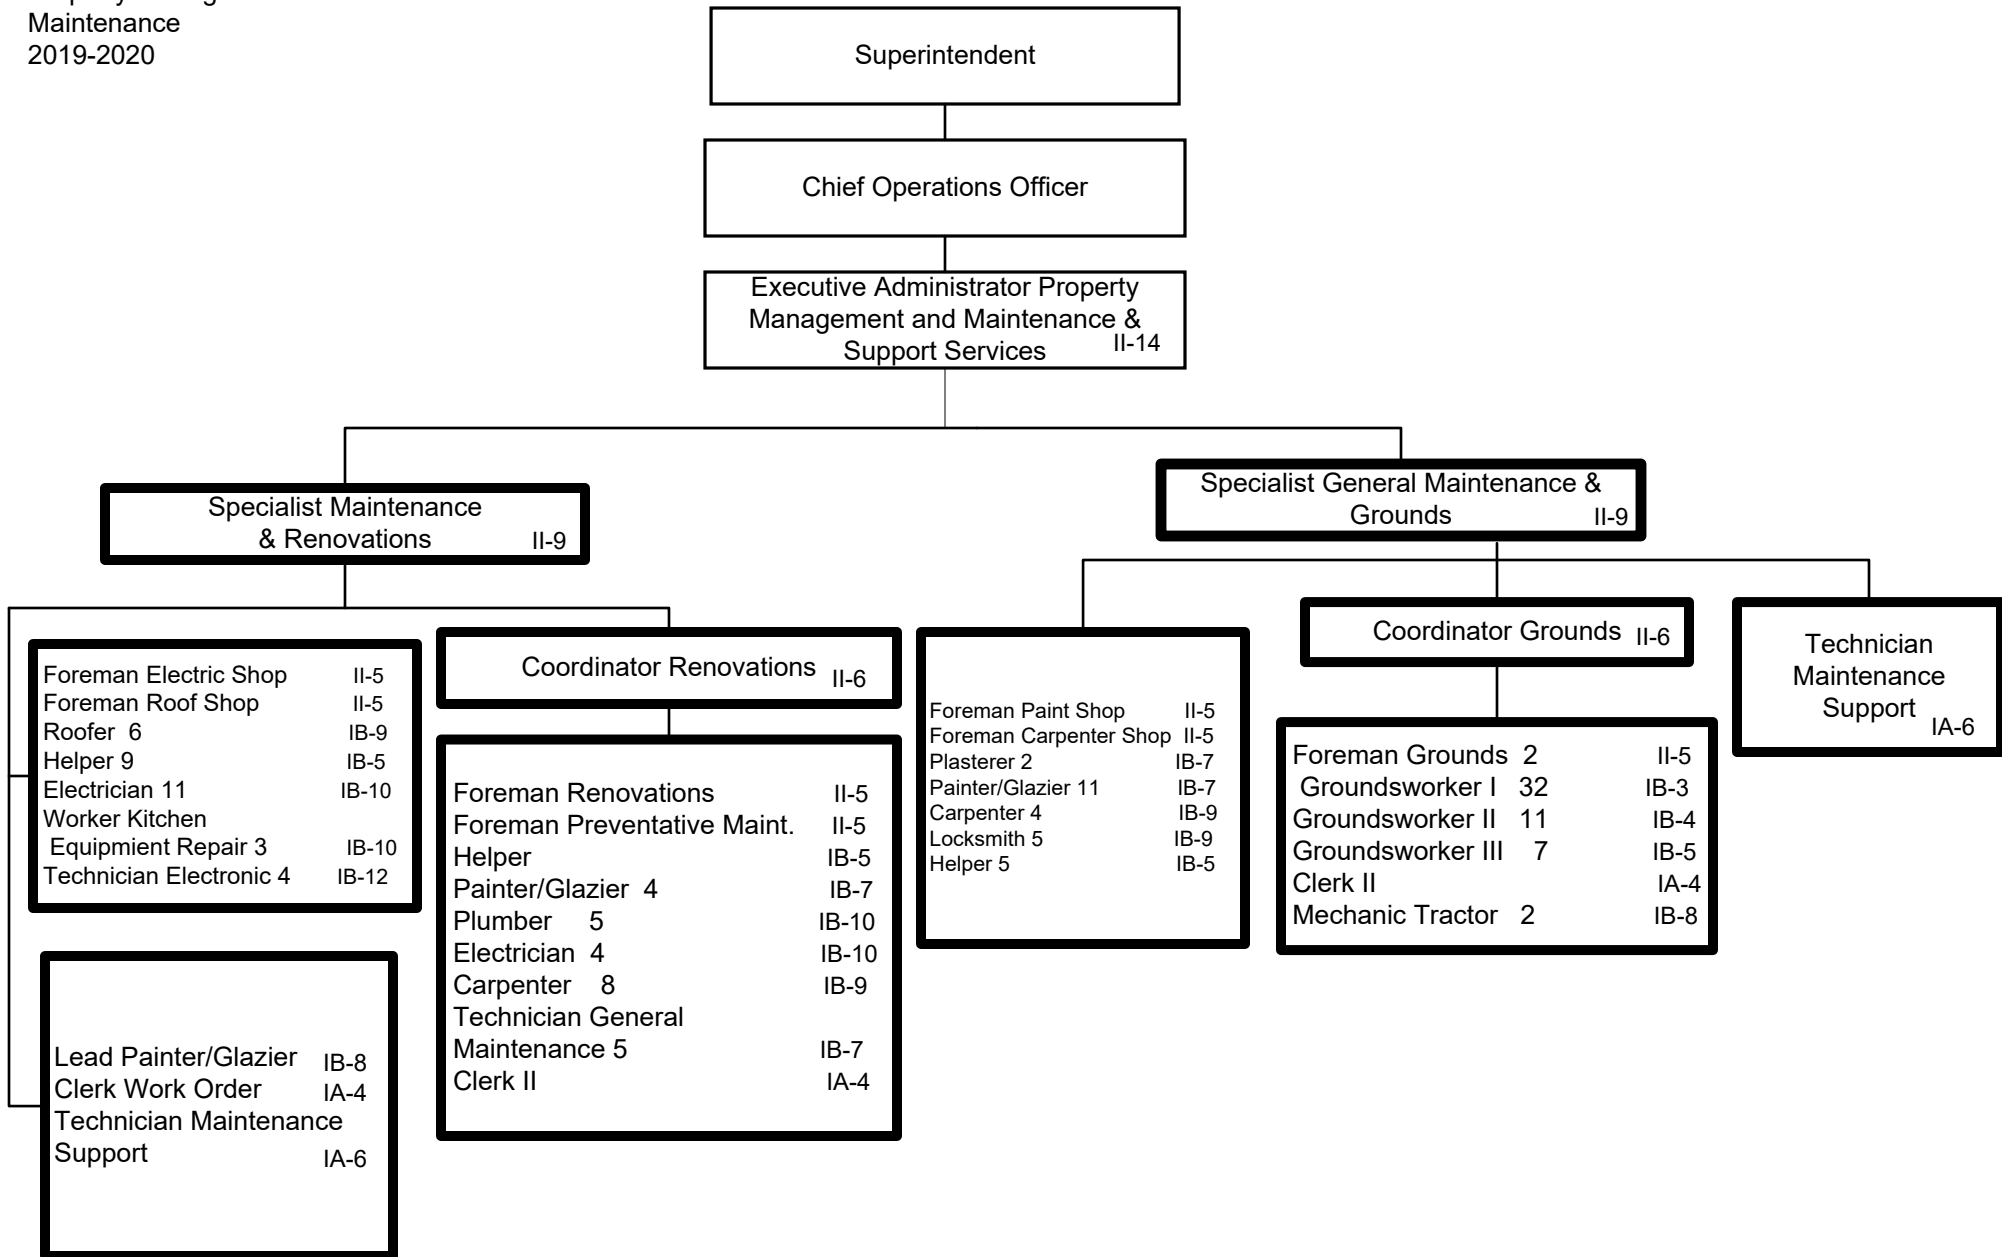 Maintenance
2019-2020
Superintendent
Chief Operations Officer
Executive Administrator Property
Management and Maintenance &
Support Services II-14
Specialist Maintenance
& Renovations II-9
Specialist General Maintenance &
Grounds II-9
Foreman Electric Shop II-5
Foreman Roof Shop II-5
Roofer 6 IB-9
Helper 9 IB-5
Electrician 11 IB-10
Worker Kitchen
Equipmient Repair 3 IB-10
Technician Electronic 4 IB-12
Lead Painter/Glazier IB-8
Clerk Work Order IA-4
Technician Maintenance
Support IA-6
Coordinator Renovations II-6
Foreman Renovations II-5
Foreman Preventative Maint. II-5
Helper IB-5
Painter/Glazier 4 IB-7
Plumber 5 IB-10
Electrician 4 IB-10
Carpenter 8 IB-9
Technician General
Maintenance 5 IB-7
Clerk II IA-4
Foreman Paint Shop II-5
Foreman Carpenter Shop II-5
Plasterer 2 IB-7
Painter/Glazier 11 IB-7
Carpenter 4 IB-9
Locksmith 5 IB-9
Helper 5 IB-5
Coordinator Grounds II-6
Foreman Grounds 2 II-5
Groundsworker I 32 IB-3
Groundsworker II 11 IB-4
Groundsworker III 7 IB-5
Clerk II IA-4
Mechanic Tractor 2 IB-8
Technician
Maintenance
Support IA-6